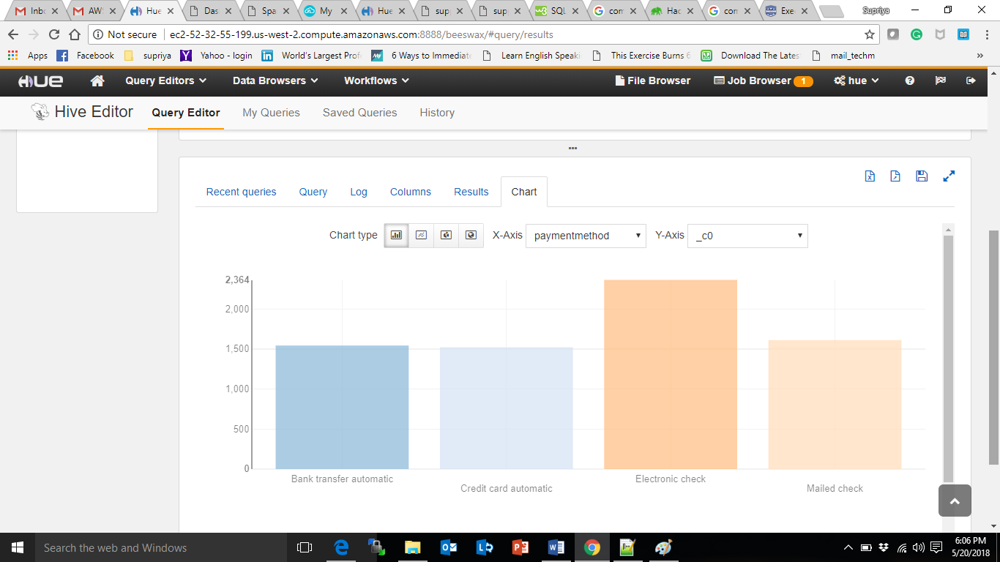 Inbo AW Hue Das Spa My Hue sup sup SQL com Had con Exe Supriya
Not secure ec2-52-32-55-199.us-west-2.compute.amazonaws.com:8888/beeswax/#query/results
Apps Facebook supriya Yahoo - login World's Largest Prof 6 Ways to Immediate Learn English Speaki This Exercise Burns 6 Download The Lates mail_techm »
HUE Query Editors Data Browsers Workflows File Browser Job Browser 1 hue
Hive Editor Query Editor My Queries Saved Queries History
Recent queries Query Log Columns Results Chart
Chart type X-Axis paymentmethod Y-Axis _c0
2,364
2,000
1,500
1,000
500
0
Bank transfer automatic Electronic check
Credit card automatic Mailed check
Search the web and Windows
6:06 PM
5/20/2018